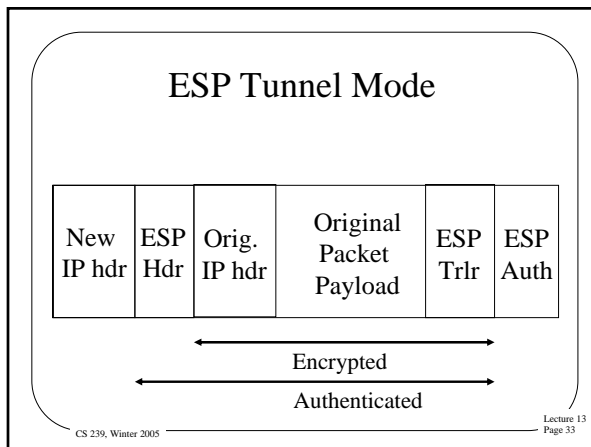 ESP Tunnel Mode
New
IP hdr
ESP
Hdr
Orig.
IP hdr
Original
Packet
Payload
ESP
Trlr
ESP
Auth
Encrypted
Authenticated
CS 239, Winter 2005
Lecture 13
Page 33